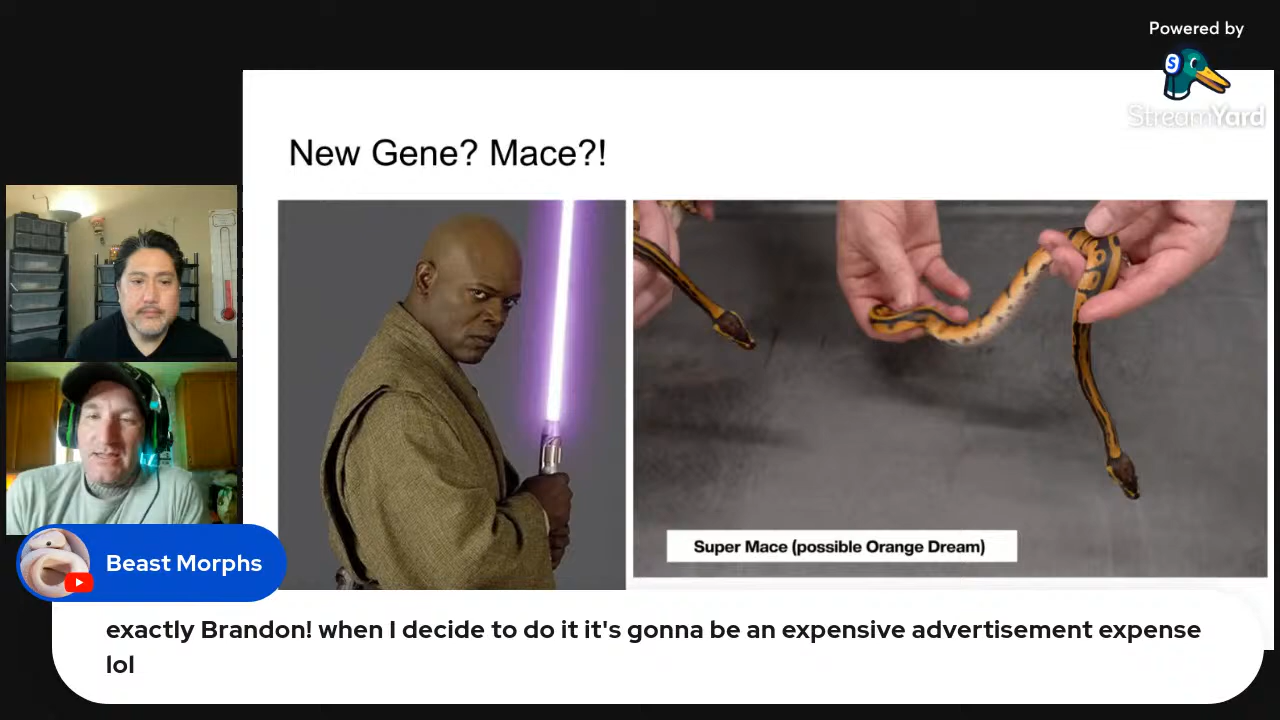 Powered by
StreamYard
New Gene? Mace?!
Super Mace (possible Orange Dream)
Beast Morphs
exactly Brandon! when I decide to do it it's gonna be an expensive advertisement expense
lol